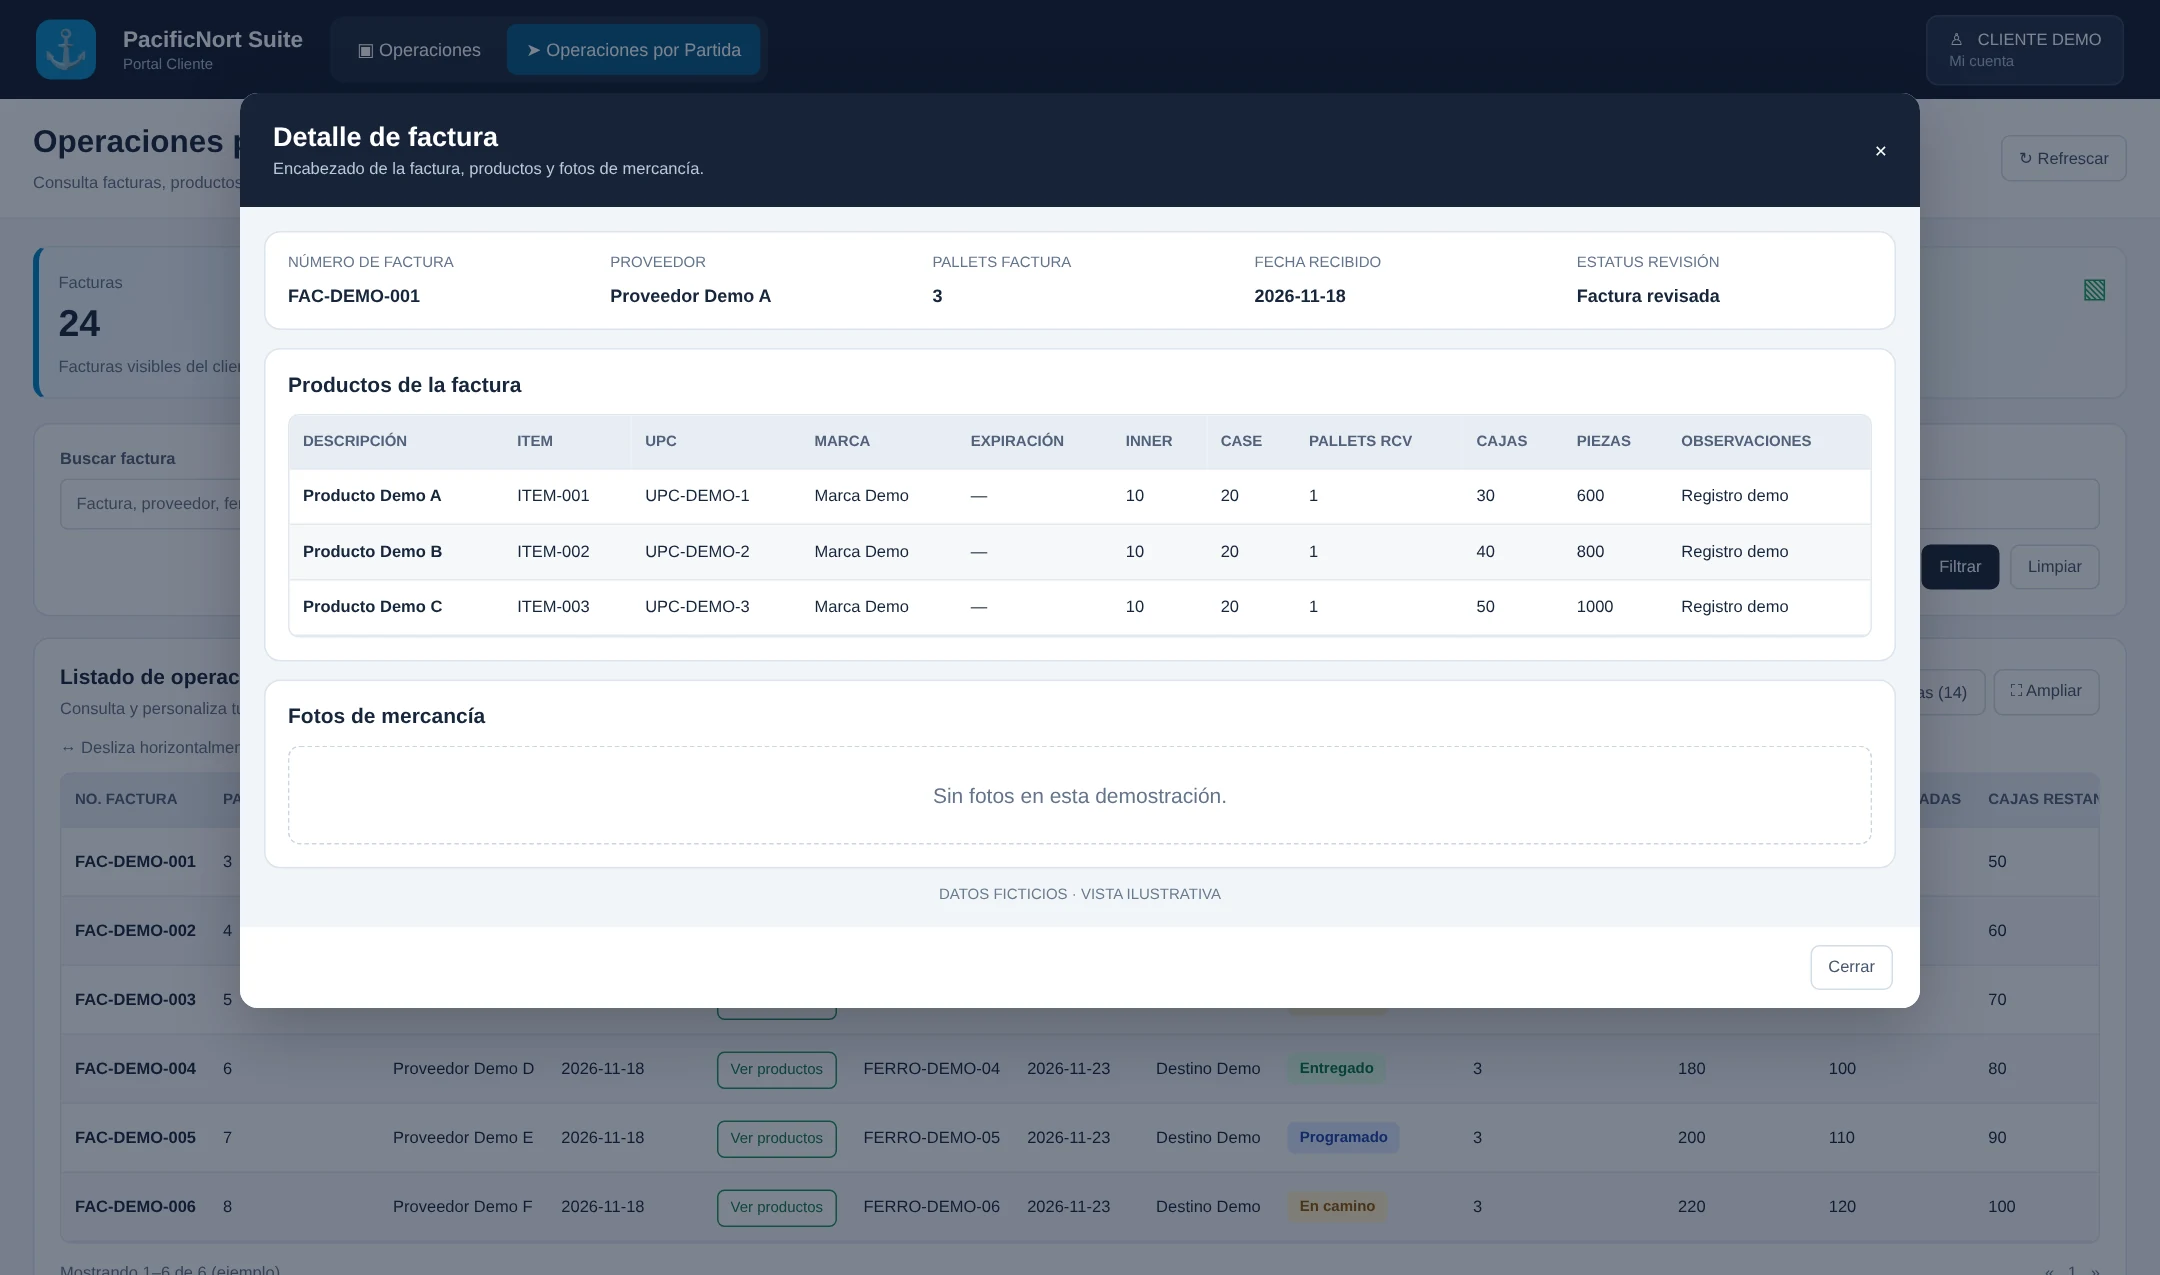 PacificNort Suite
Portal Cliente
▣ Operaciones
➤ Operaciones por Partida
♙ CLIENTE DEMO
Mi cuenta
Operaciones
Consulta facturas, productos
↻ Refrescar
Detalle de factura
Encabezado de la factura, productos y fotos de mercancía.
×
NÚMERO DE FACTURA PROVEEDOR PALLETS FACTURA FECHA RECIBIDO ESTATUS REVISIÓN
FAC-DEMO-001 Proveedor Demo A 3 2026-11-18 Factura revisada
Productos de la factura
DESCRIPCIÓN ITEM UPC MARCA EXPIRACIÓN INNER CASE PALLETS RCV CAJAS PIEZAS OBSERVACIONES
Producto Demo A ITEM-001 UPC-DEMO-1 Marca Demo — 10 20 1 30 600 Registro demo
Producto Demo B ITEM-002 UPC-DEMO-2 Marca Demo — 10 20 1 40 800 Registro demo
Producto Demo C ITEM-003 UPC-DEMO-3 Marca Demo — 10 20 1 50 1000 Registro demo
Fotos de mercancía
Sin fotos en esta demostración.
DATOS FICTICIOS · VISTA ILUSTRATIVA
Cerrar
Facturas
24
Facturas visibles del
Buscar factura
Factura, proveedor,
Filtrar
Limpiar
Listado de
Consulta y personaliza
(14)
⛶ Ampliar
↔ Desliza
NO. FACTURA CAJAS
FAC-DEMO-001 3 50
FAC-DEMO-002 4 60
FAC-DEMO-003 5 70
FAC-DEMO-004 6 Proveedor Demo D 2026-11-18 Ver productos FERRO-DEMO-04 2026-11-23 Destino Demo Entregado 3 180 100 80
FAC-DEMO-005 7 Proveedor Demo E 2026-11-18 Ver productos FERRO-DEMO-05 2026-11-23 Destino Demo Programado 3 200 110 90
FAC-DEMO-006 8 Proveedor Demo F 2026-11-18 Ver productos FERRO-DEMO-06 2026-11-23 Destino Demo En camino 3 220 120 100
Mostrando 1–6 de 6 (ejemplo)
« 1 »